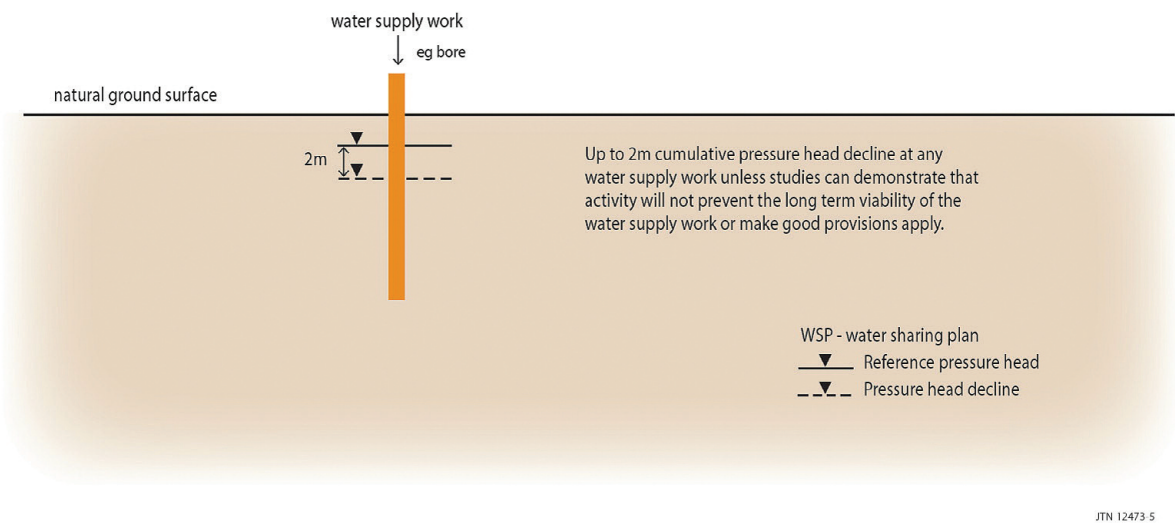 water supply work
eg bore
natural ground surface
2m
Up to 2m cumulative pressure head decline at any
water supply work unless studies can demonstrate that
activity will not prevent the long term viability of the
water supply work or make good provisions apply.
WSP - water sharing plan
Reference pressure head
Pressure head decline
JTN 12473-5